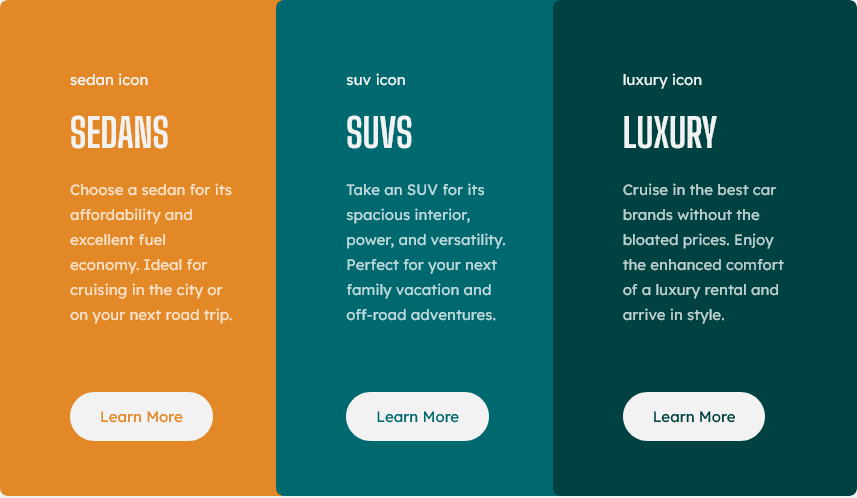 sedan icon
SEDANS
Choose a sedan for its
affordability and
excellent fuel
economy. Ideal for
cruising in the city or
on your next road trip.
Learn More
suv icon
SUVS
Take an SUV for its
spacious interior,
power, and versatility.
Perfect for your next
family vacation and
off-road adventures.
Learn More
luxury icon
LUXURY
Cruise in the best car
brands without the
bloated prices. Enjoy
the enhanced comfort
of a luxury rental and
arrive in style.
Learn More